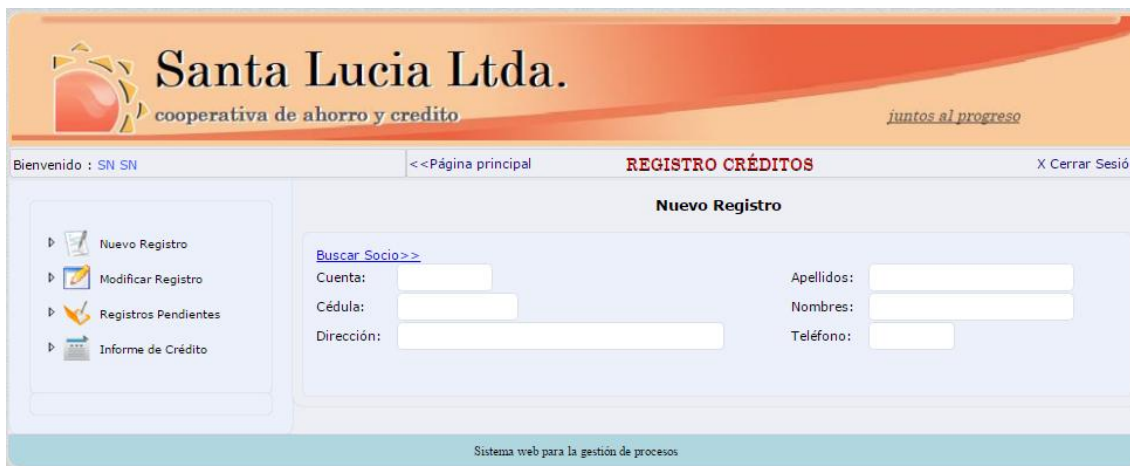 Santa Lucia Ltda.
cooperativa de ahorro y credito
juntos al progreso
Bienvenido : SN SN
<<Página principal
REGISTRO CRÉDITOS
X Cerrar Sesió
Nuevo Registro
Modificar Registro
Registros Pendientes
Informe de Crédito
Nuevo Registro
Buscar Socio>>
Cuenta:
Apellidos:
Cédula:
Nombres:
Dirección:
Teléfono:
Sistema web para la gestión de procesos